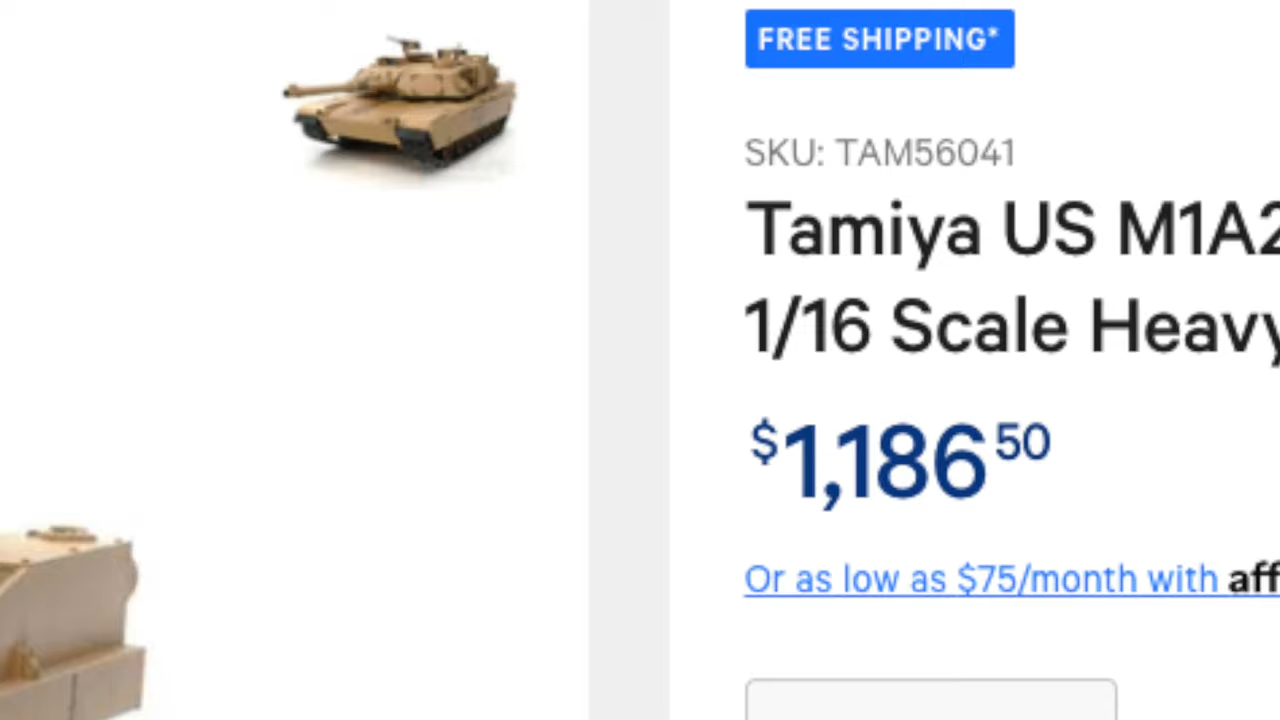 FREE SHIPPING*
SKU: TAM56041
Tamiya US M1A2
1/16 Scale Heavy
$1,186 50
Or as low as $75/month with aff